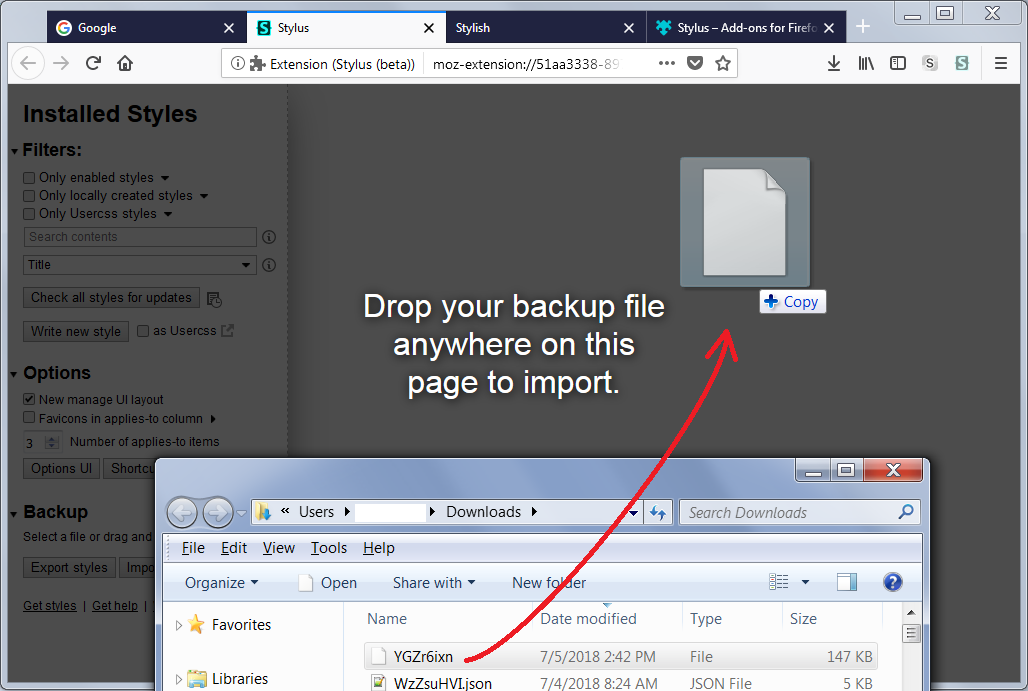 Google
Stylus
Stylish
Stylus – Add-ons for Firefo
Extension (Stylus (beta))
moz-extension://51aa3338-89
S
S
Installed Styles
Filters:
Only enabled styles
Only locally created styles
Only Usercss styles
Search contents
Title
Check all styles for updates
Write new style
as Usercss
Options
New manage UI layout
Favicons in applies-to column
3 Number of applies-to items
Options UI
Shortcu
Backup
Select a file or drag and
Export styles
Impo
Get styles | Get help |
Copy
Drop your backup file
anywhere on this
page to import.
« Users
Downloads
Search Downloads
File Edit View Tools Help
Organize Open Share with New folder
Favorites
Libraries
Name Date modified Type Size
YGZr6ixn 7/5/2018 2:42 PM File 147 KB
WzZsuHVI.json 7/4/2018 8:24 AM JSON File 5 KB